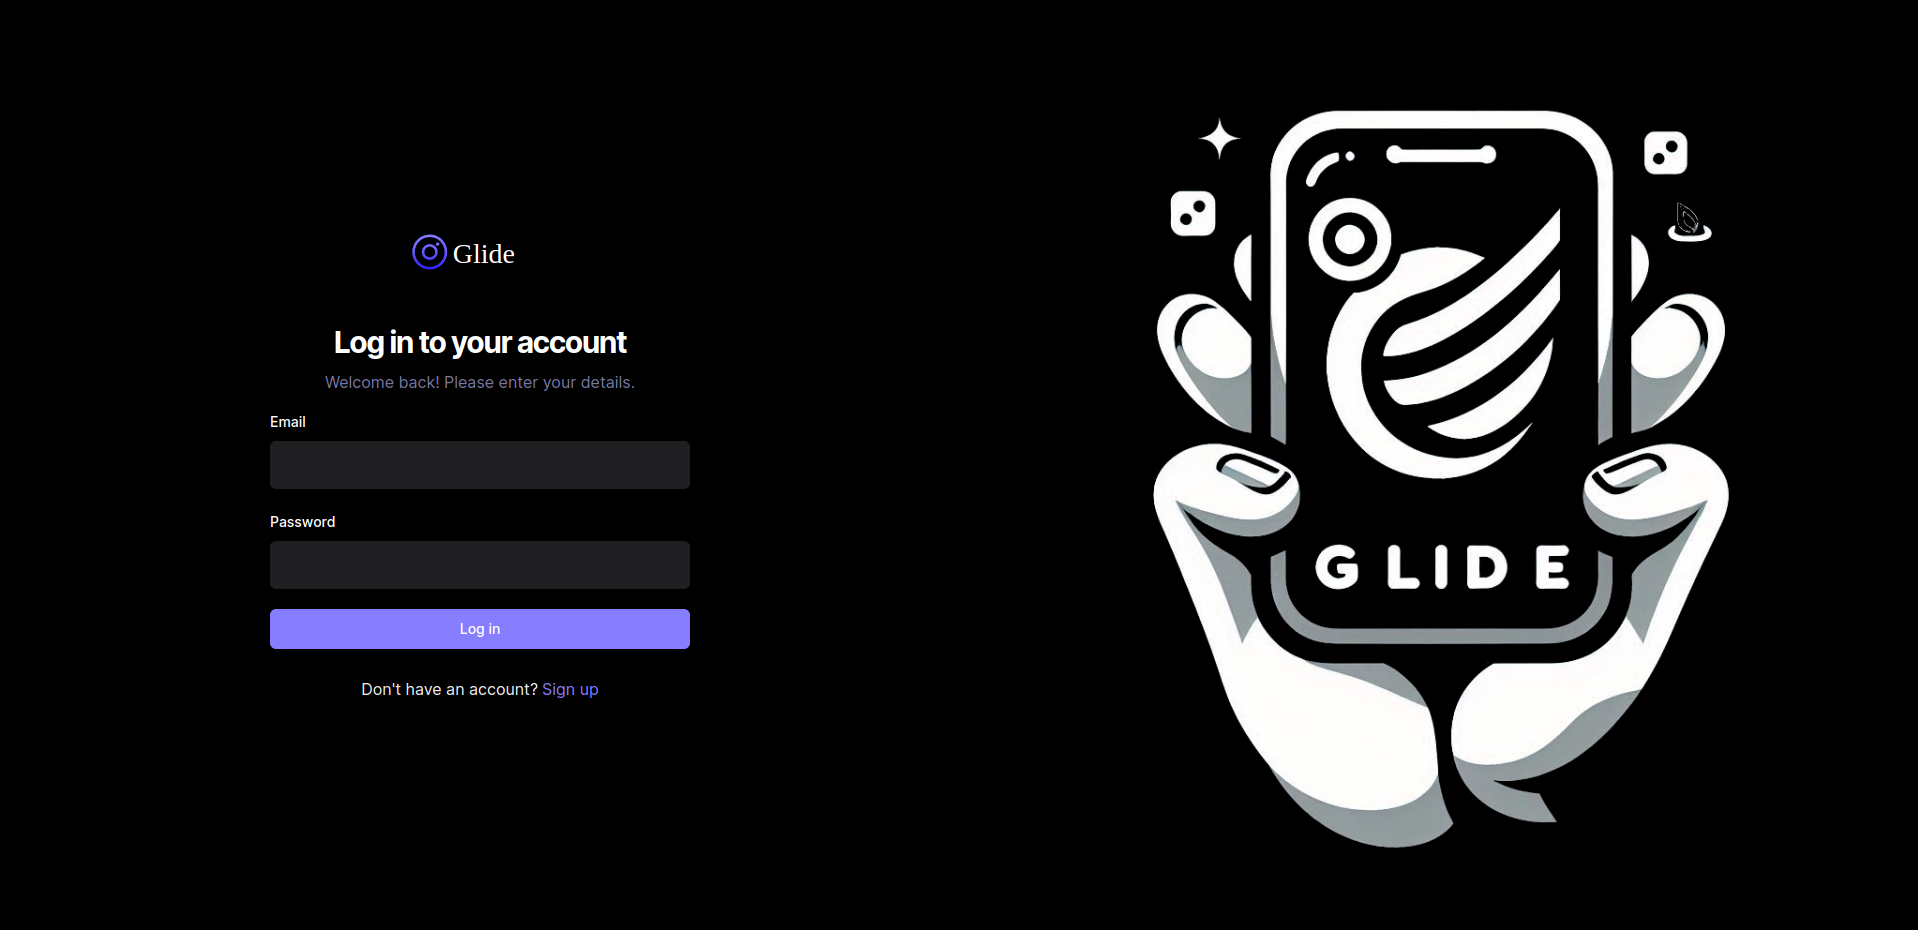 Glide
Log in to your account
Welcome back! Please enter your details.
Email
Password
Log in
Don't have an account? Sign up
GLIDE